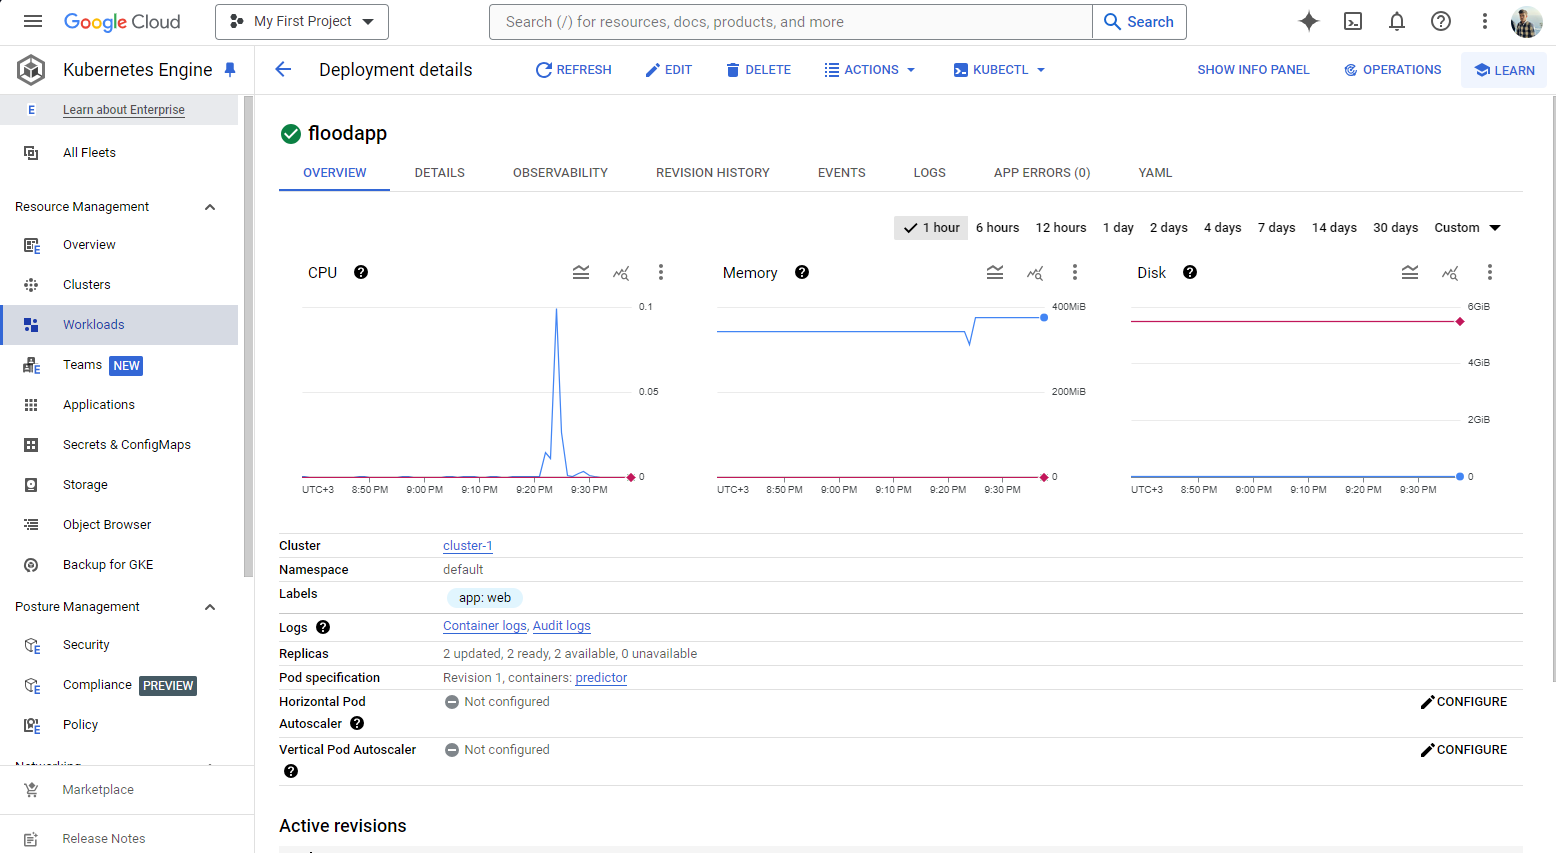 Google Cloud
My First Project
Search (/) for resources, docs, products, and more
Search
Kubernetes Engine
Deployment details
REFRESH
EDIT
DELETE
ACTIONS
KUBECTL
SHOW INFO PANEL
OPERATIONS
LEARN
E Learn about Enterprise
All Fleets
Resource Management
Overview
Clusters
Workloads
Teams NEW
Applications
Secrets & ConfigMaps
Storage
Object Browser
Backup for GKE
Posture Management
Security
Compliance PREVIEW
Policy
Networking
Marketplace
Release Notes
floodapp
OVERVIEW DETAILS OBSERVABILITY REVISION HISTORY EVENTS LOGS APP ERRORS (0) YAML
1 hour 6 hours 12 hours 1 day 2 days 4 days 7 days 14 days 30 days Custom
CPU
0.1
0.05
0
UTC+3 8:50 PM 9:00 PM 9:10 PM 9:20 PM 9:30 PM
Memory
400MiB
200MiB
0
UTC+3 8:50 PM 9:00 PM 9:10 PM 9:20 PM 9:30 PM
Disk
6GiB
4GiB
2GiB
0
UTC+3 8:50 PM 9:00 PM 9:10 PM 9:20 PM 9:30 PM
Cluster cluster-1
Namespace default
Labels app: web
Logs Container logs, Audit logs
Replicas 2 updated, 2 ready, 2 available, 0 unavailable
Pod specification Revision 1, containers: predictor
Horizontal Pod Not configured CONFIGURE
Autoscaler
Vertical Pod Autoscaler Not configured CONFIGURE
Active revisions